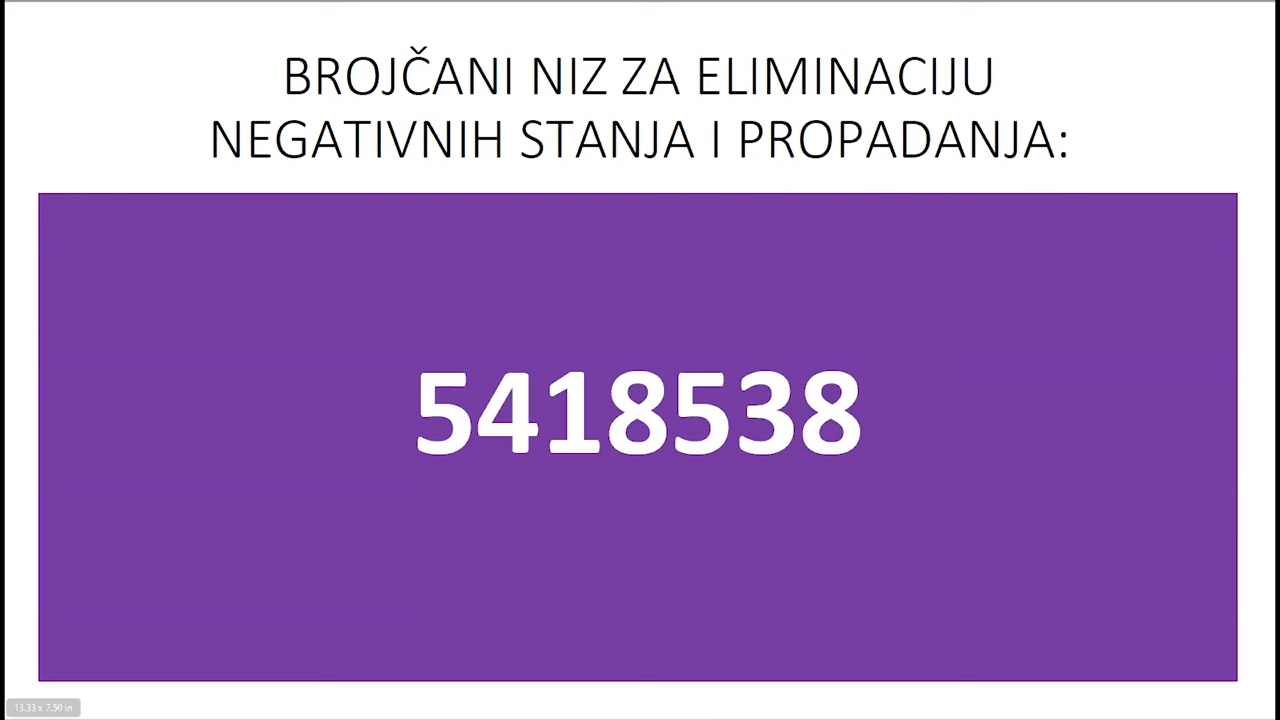 BROJČANI NIZ ZA ELIMINACIJU
NEGATIVNIH STANJA I PROPADANJA:
5418538
13.33 x 7.50 in